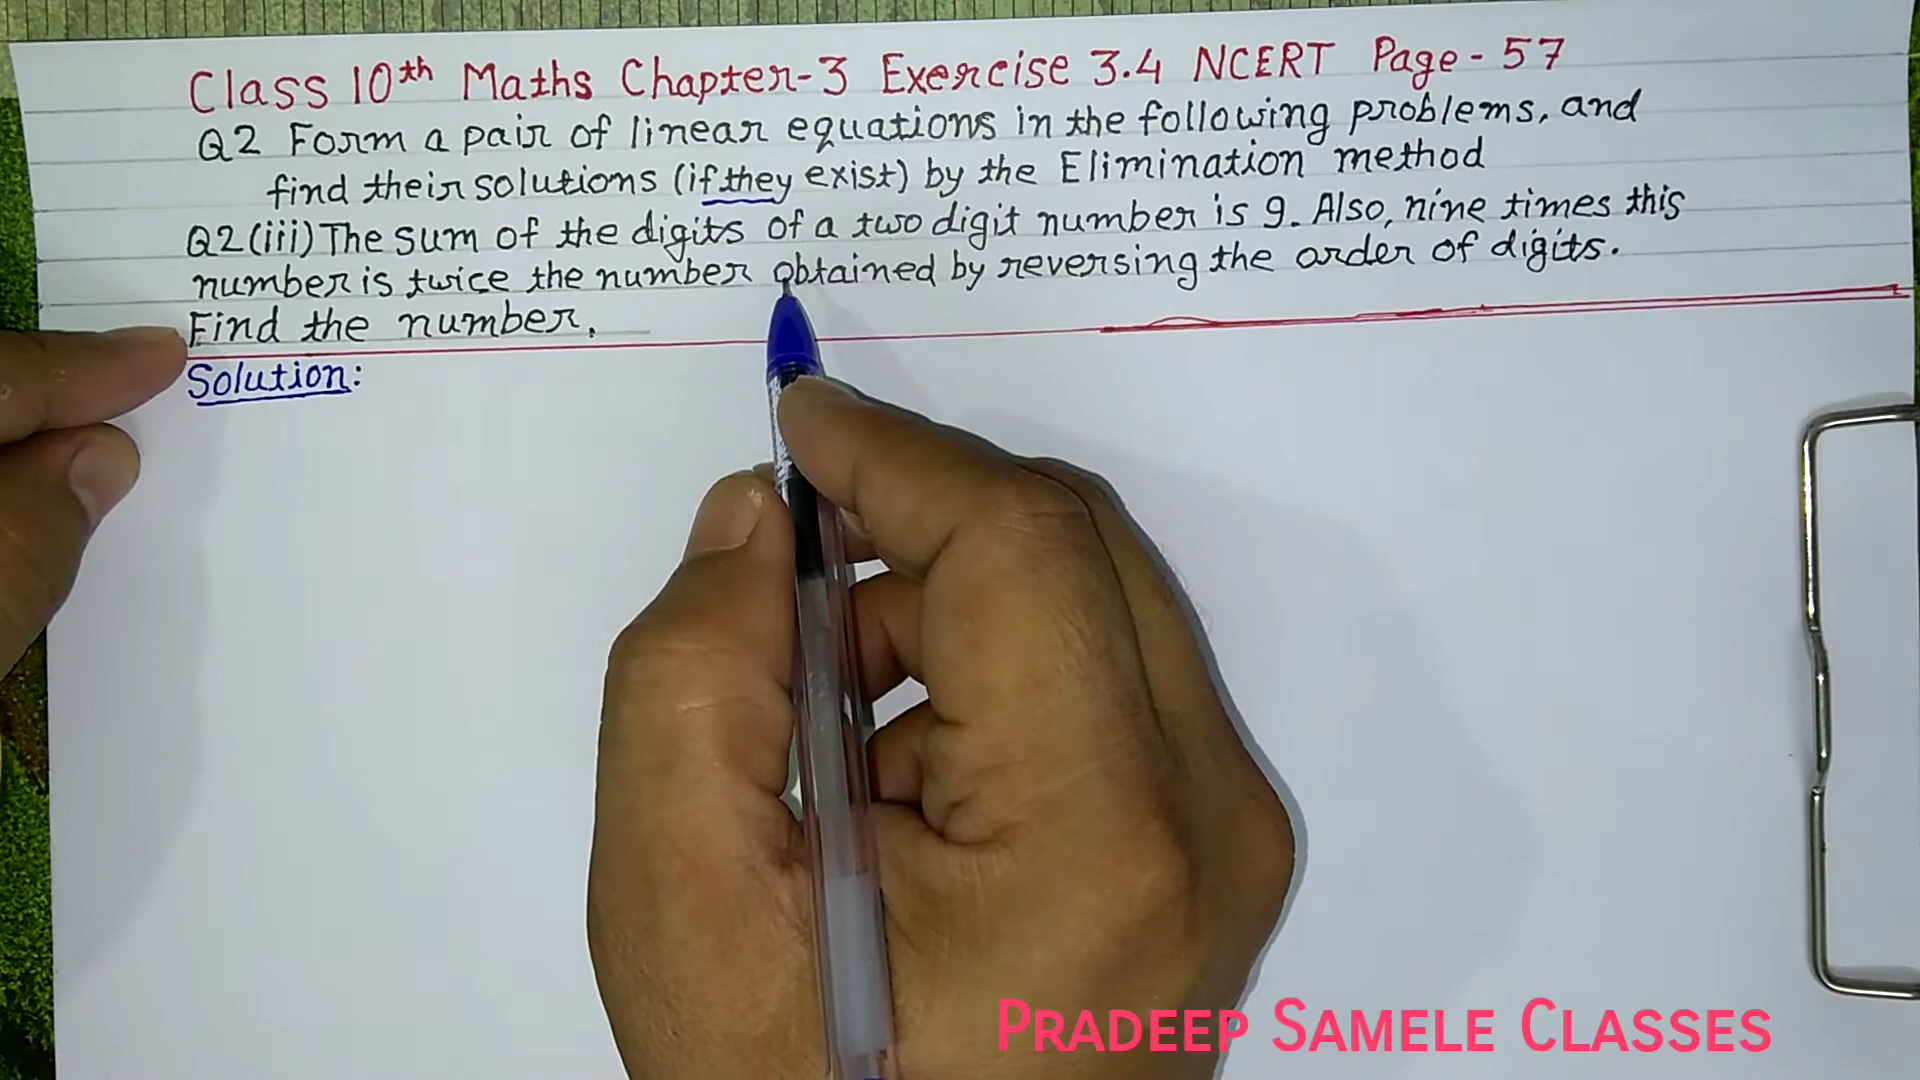 Class 10th Maths Chapter-3 Exercise 3.4 NCERT Page - 57
Q2 Form a pair of linear equations in the following problems, and
find their solutions (if they exist) by the Elimination method
Q2(iii) The sum of the digits of a two digit number is 9. Also, nine times this
number is twice the number obtained by reversing the order of digits.
Find the number.
Solution:
PRADEEP SAMELE CLASSES